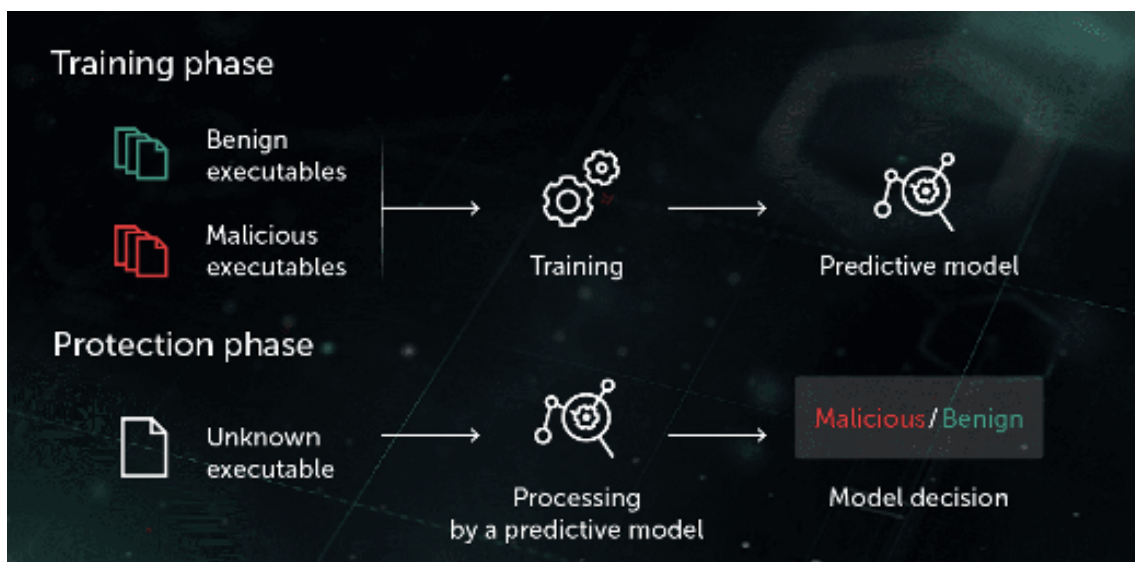 Training phase
Benign
executables
Malicious
executables
Training
Predictive model
Protection phase
Unknown
executable
Processing
by a predictive model
Malicious/Benign
Model decision